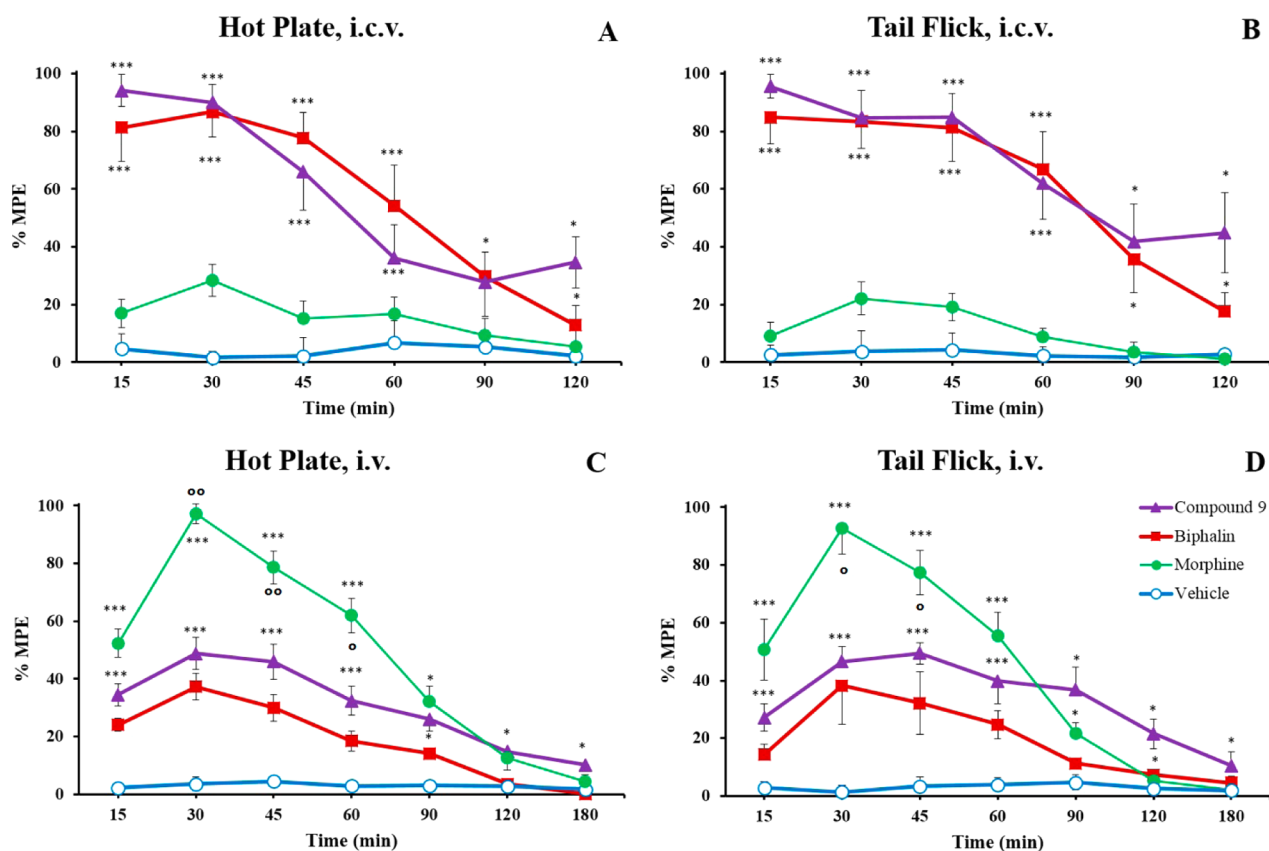 Hot Plate, i.c.v.
A
% MPE
100
80
60
40
20
0
*** *** *** *** * *
*** *** *** *** *
15 30 45 60 90 120
Time (min)
Tail Flick, i.c.v.
B
% MPE
100
80
60
40
20
0
*** *** *** *** * *
*** *** *** *** * *
15 30 45 60 90 120
Time (min)
Hot Plate, i.v.
C
% MPE
100
80
60
40
20
0
oo
*** *** *** *** * * *
oo o
*** *** *** *** *
15 30 45 60 90 120 180
Time (min)
Tail Flick, i.v.
D
% MPE
100
80
60
40
20
0
*** *** *** *** * * *
o o
*** *** *** *** * *
15 30 45 60 90 120 180
Time (min)
Compound 9
Biphalin
Morphine
Vehicle